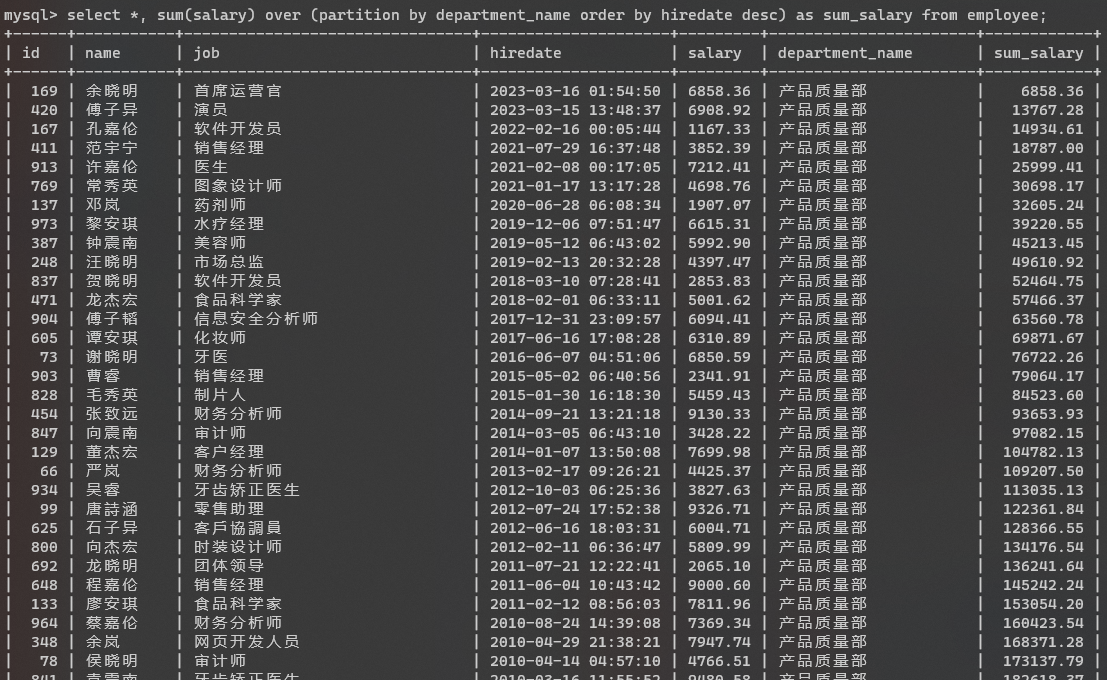 mysql> select *, sum(salary) over (partition by department_name order by hiredate desc) as sum_salary from employee;
| id | name | job | hiredate | salary | department_name | sum_salary |
| 169 | 余晓明 | 首席运营官 | 2023-03-16 01:54:50 | 6858.36 | 产品质量部 | 6858.36 |
| 420 | 傅子异 | 演员 | 2023-03-15 13:48:37 | 6908.92 | 产品质量部 | 13767.28 |
| 167 | 孔嘉伦 | 软件开发员 | 2022-02-16 00:05:44 | 1167.33 | 产品质量部 | 14934.61 |
| 411 | 范宇宁 | 销售经理 | 2021-07-29 16:37:48 | 3852.39 | 产品质量部 | 18787.00 |
| 913 | 许嘉伦 | 医生 | 2021-02-08 00:17:05 | 7212.41 | 产品质量部 | 25999.41 |
| 769 | 常秀英 | 图象设计师 | 2021-01-17 13:17:28 | 4698.76 | 产品质量部 | 30698.17 |
| 137 | 邓岚 | 药剂师 | 2020-06-28 06:08:34 | 1907.07 | 产品质量部 | 32605.24 |
| 973 | 黎安琪 | 水疗经理 | 2019-12-06 07:51:47 | 6615.31 | 产品质量部 | 39220.55 |
| 387 | 钟震南 | 美容师 | 2019-05-12 06:43:02 | 5992.90 | 产品质量部 | 45213.45 |
| 248 | 汪晓明 | 市场总监 | 2019-02-13 20:32:28 | 4397.47 | 产品质量部 | 49610.92 |
| 837 | 贺晓明 | 软件开发员 | 2018-03-10 07:28:41 | 2853.83 | 产品质量部 | 52464.75 |
| 471 | 龙杰宏 | 食品科学家 | 2018-02-01 06:33:11 | 5001.62 | 产品质量部 | 57466.37 |
| 904 | 傅子韬 | 信息安全分析师 | 2017-12-31 23:09:57 | 6094.41 | 产品质量部 | 63560.78 |
| 605 | 谭安琪 | 化妆师 | 2017-06-16 17:08:28 | 6310.89 | 产品质量部 | 69871.67 |
| 73 | 谢晓明 | 牙医 | 2016-06-07 04:51:06 | 6850.59 | 产品质量部 | 76722.26 |
| 903 | 曹睿 | 销售经理 | 2015-05-02 06:40:56 | 2341.91 | 产品质量部 | 79064.17 |
| 828 | 毛秀英 | 制片人 | 2015-01-30 16:18:30 | 5459.43 | 产品质量部 | 84523.60 |
| 454 | 张致远 | 财务分析师 | 2014-09-21 13:21:18 | 9130.33 | 产品质量部 | 93653.93 |
| 847 | 向震南 | 审计师 | 2014-03-05 06:43:10 | 3428.22 | 产品质量部 | 97082.15 |
| 129 | 董杰宏 | 客户经理 | 2014-01-07 13:50:08 | 7699.98 | 产品质量部 | 104782.13 |
| 66 | 严岚 | 财务分析师 | 2013-02-17 09:26:21 | 4425.37 | 产品质量部 | 109207.50 |
| 934 | 吴睿 | 牙齿矫正医生 | 2012-10-03 06:25:36 | 3827.63 | 产品质量部 | 113035.13 |
| 99 | 唐詩涵 | 零售助理 | 2012-07-24 17:52:38 | 9326.71 | 产品质量部 | 122361.84 |
| 625 | 石子异 | 客戶協調員 | 2012-06-16 18:03:31 | 6004.71 | 产品质量部 | 128366.55 |
| 800 | 向杰宏 | 时装设计师 | 2012-02-11 06:36:47 | 5809.99 | 产品质量部 | 134176.54 |
| 692 | 龙晓明 | 团体领导 | 2011-07-21 12:22:41 | 2065.10 | 产品质量部 | 136241.64 |
| 648 | 程嘉伦 | 销售经理 | 2011-06-04 10:43:42 | 9000.60 | 产品质量部 | 145242.24 |
| 133 | 廖安琪 | 食品科学家 | 2011-02-12 08:56:03 | 7811.96 | 产品质量部 | 153054.20 |
| 964 | 蔡嘉伦 | 财务分析师 | 2010-08-24 14:39:08 | 7369.34 | 产品质量部 | 160423.54 |
| 348 | 余岚 | 网页开发人员 | 2010-04-29 21:38:21 | 7947.74 | 产品质量部 | 168371.28 |
| 78 | 侯晓明 | 审计师 | 2010-04-14 04:57:10 | 4766.51 | 产品质量部 | 173137.79 |
| 841 | 袁震南 | 牙齿矫正医生 | 2010-03-16 11:55:52 | 9480.58 | 产品质量部 | 182618.37 |